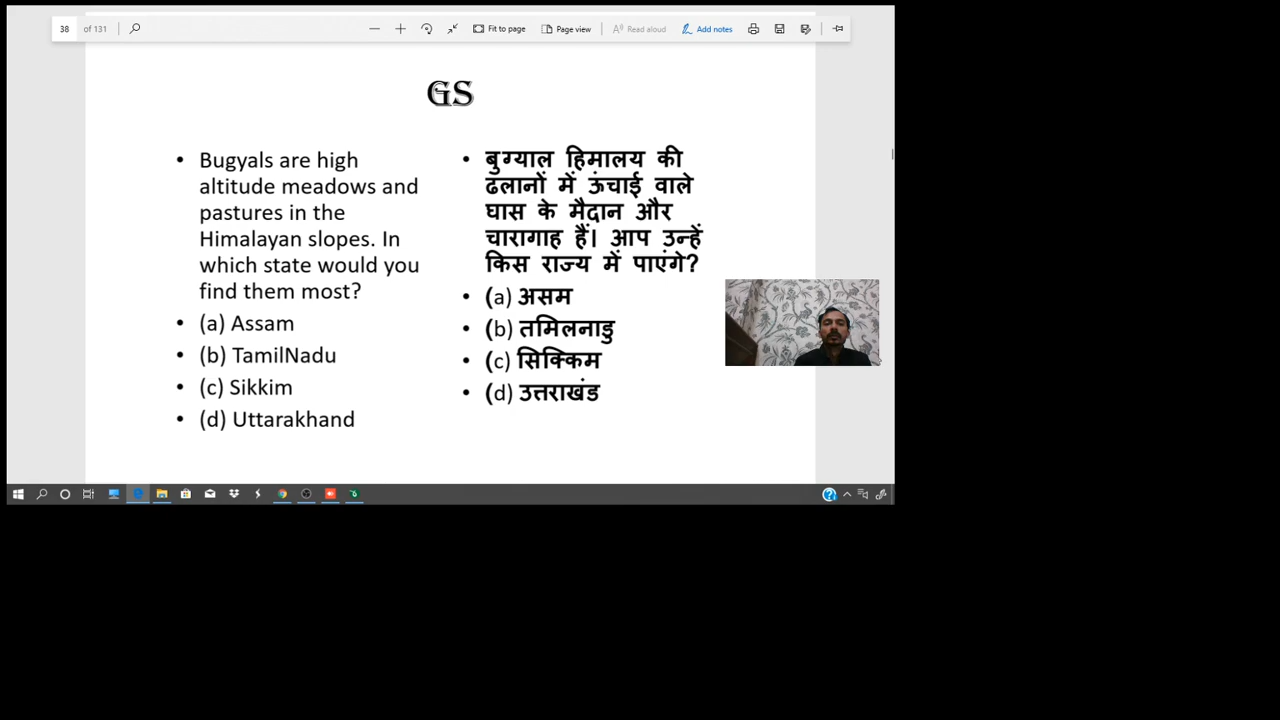 38 of 131
Fit to page
Page view
Read aloud
Add notes
GS
• Bugyals are high
altitude meadows and
pastures in the
Himalayan slopes. In
which state would you
find them most?
• (a) Assam
• (b) TamilNadu
• (c) Sikkim
• (d) Uttarakhand
• बुग्याल हिमालय की
ढलानों में ऊंचाई वाले
घास के मैदान और
चारागाह हैं। आप उन्हें
किस राज्य में पाएंगे?
• (a) असम
• (b) तमिलनाडु
• (c) सिक्किम
• (d) उत्तराखंड